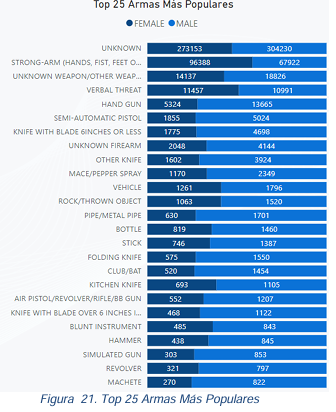 Top 25 Armas Más Populares
FEMALE MALE
UNKNOWN 273153 304230
STRONG-ARM (HANDS, FIST, FEET O... 96388 67922
UNKNOWN WEAPON/OTHER WEAP... 14137 18826
VERBAL THREAT 11457 10991
HAND GUN 5324 13665
SEMI-AUTOMATIC PISTOL 1855 5024
KNIFE WITH BLADE 6INCHES OR LESS 1775 4698
UNKNOWN FIREARM 2048 4144
OTHER KNIFE 1602 3924
MACE/PEPPER SPRAY 1170 2349
VEHICLE 1261 1796
ROCK/THROWN OBJECT 1063 1520
PIPE/METAL PIPE 630 1701
BOTTLE 819 1460
STICK 746 1387
FOLDING KNIFE 575 1550
CLUB/BAT 520 1454
KITCHEN KNIFE 693 1105
AIR PISTOL/REVOLVER/RIFLE/BB GUN 552 1207
KNIFE WITH BLADE OVER 6 INCHES I... 468 1122
BLUNT INSTRUMENT 485 843
HAMMER 438 845
SIMULATED GUN 303 853
REVOLVER 321 797
MACHETE 270 822
Figura 21. Top 25 Armas Más Populares